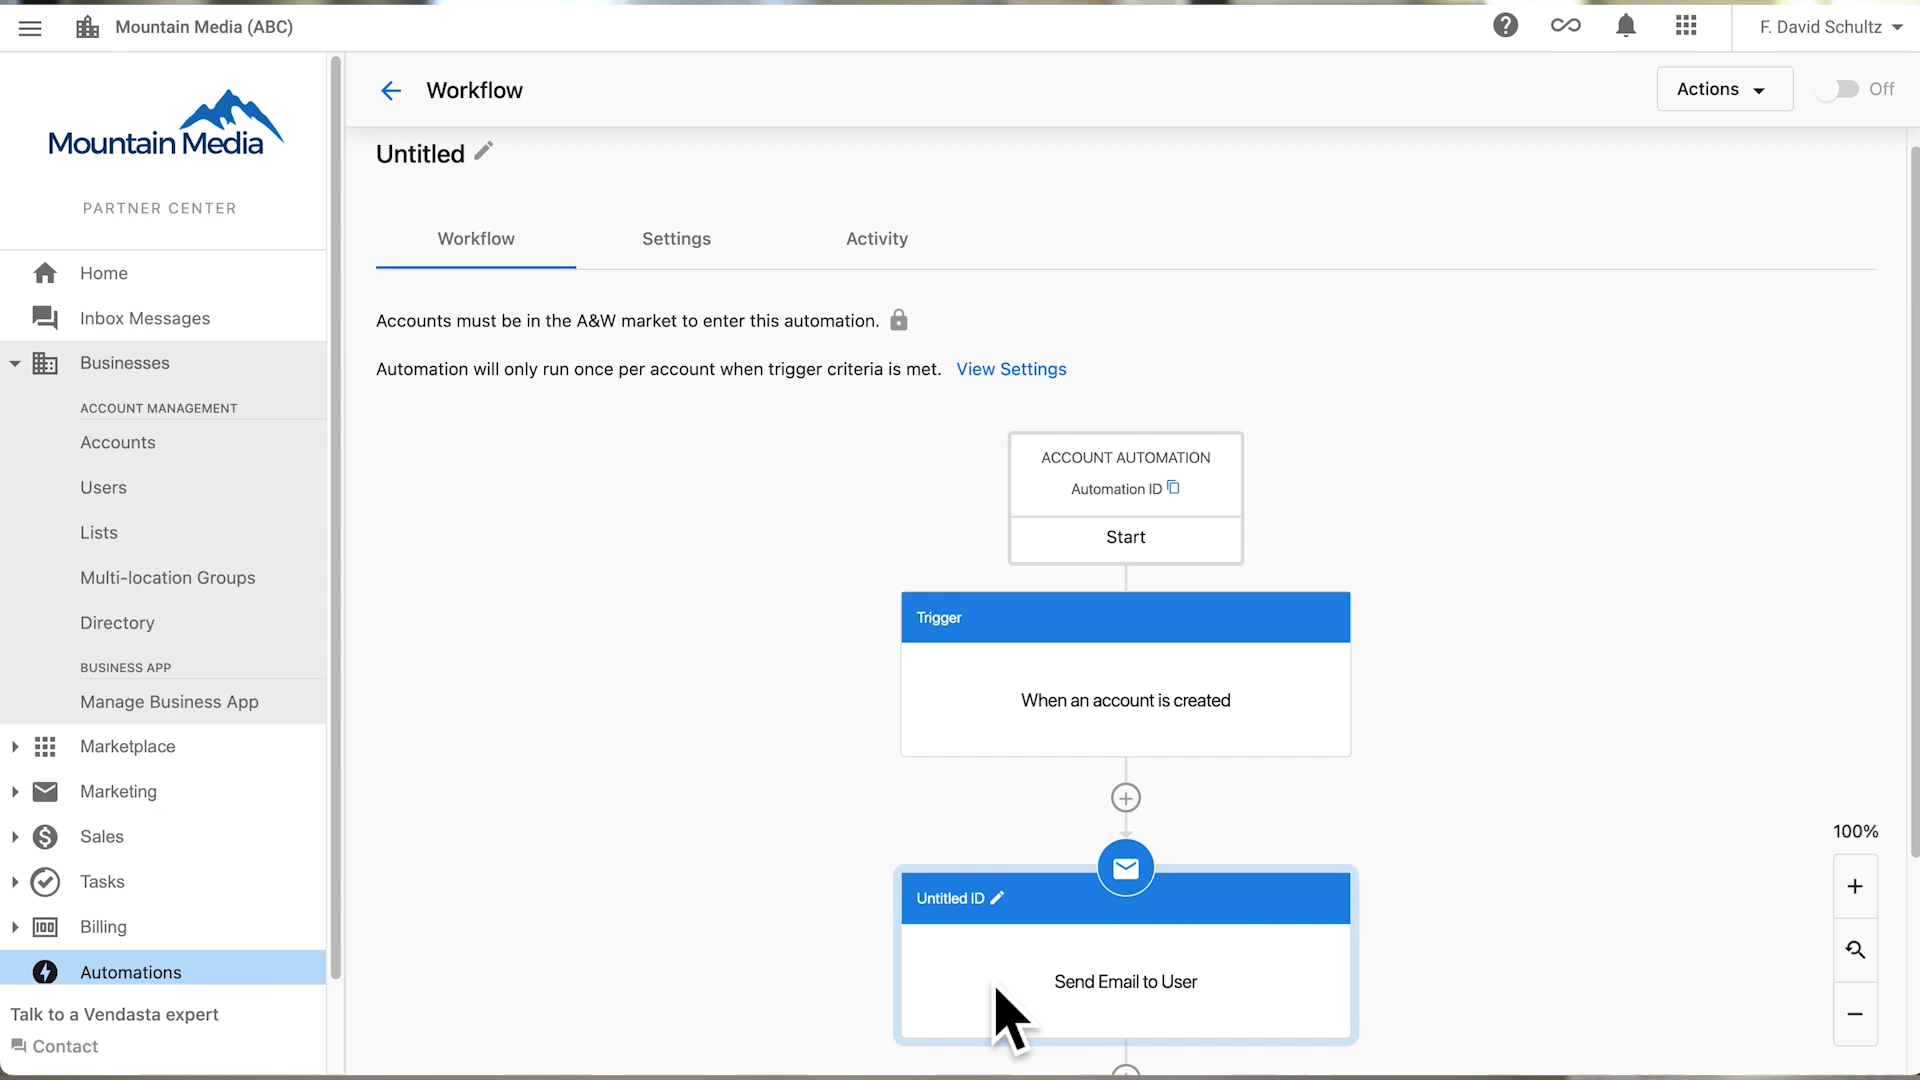 Mountain Media (ABC)
F. David Schultz
Mountain Media
PARTNER CENTER
Home
Inbox Messages
Businesses
ACCOUNT MANAGEMENT
Accounts
Users
Lists
Multi-location Groups
Directory
BUSINESS APP
Manage Business App
Marketplace
Marketing
Sales
Tasks
Billing
Automations
Talk to a Vendasta expert
Contact
Workflow
Actions
Off
Untitled
Workflow
Settings
Activity
Accounts must be in the A&W market to enter this automation.
Automation will only run once per account when trigger criteria is met. View Settings
ACCOUNT AUTOMATION
Automation ID
Start
Trigger
When an account is created
Untitled ID
Send Email to User
100%